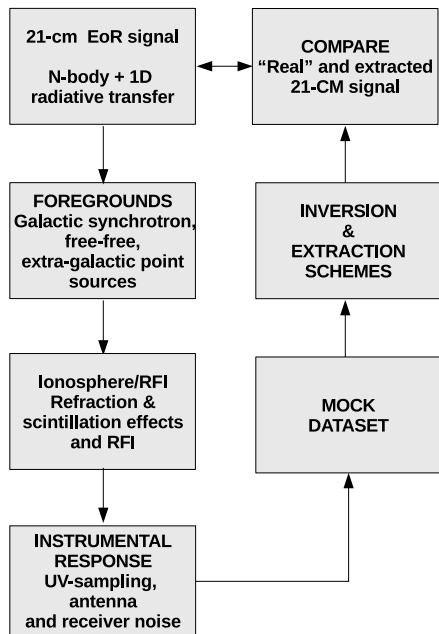 21-cm EoR signal
N-body + 1D
radiative transfer
FOREGROUNDS
Galactic synchrotron,
free-free,
extra-galactic point
sources
Ionosphere/RFI
Refraction &
scintillation effects
and RFI
INSTRUMENTAL
RESPONSE
UV-sampling,
antenna
and receiver noise
MOCK
DATASET
INVERSION
&
EXTRACTION
SCHEMES
COMPARE
“Real” and extracted
21-CM signal